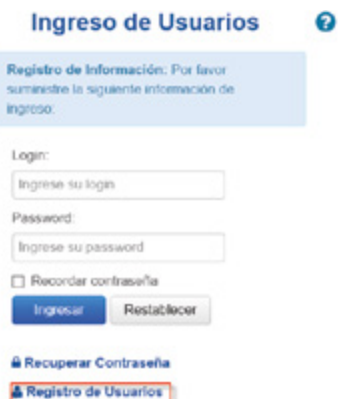 Ingreso de Usuarios
?
Registro de Información: Por favor
suministre la siguiente información de
ingreso:
Login:
Ingrese su login
Password:
Ingrese su password
Recordar contraseña
Ingresar Restablecer
Recuperar Contraseña
Registro de Usuarios